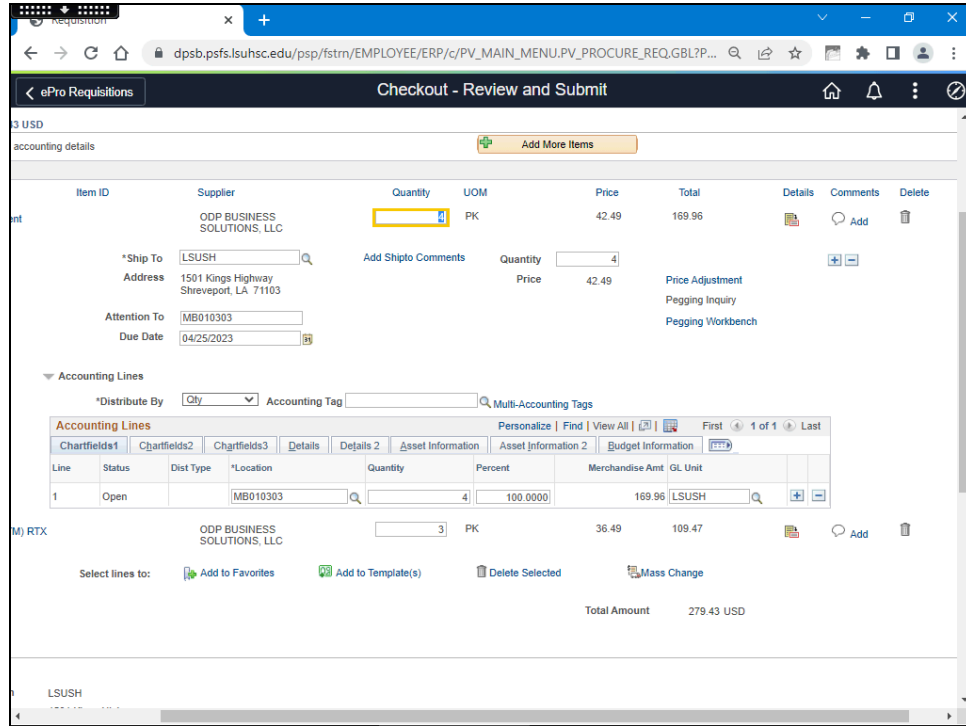 Requisition
dpsb.psfs.lsuhsc.edu/psp/fstrn/EMPLOYEE/ERP/c/PV_MAIN_MENU.PV_PROCURE_REQ.GBL?P...
ePro Requisitions
Checkout - Review and Submit
USD
accounting details
Add More Items
Item ID Supplier Quantity UOM Price Total Details Comments Delete
ODP BUSINESS SOLUTIONS, LLC 4 PK 42.49 169.96 Add
*Ship To LSUSH Add Shipto Comments Quantity 4
Address 1501 Kings Highway Price 42.49 Price Adjustment
Shreveport, LA 71103
Pegging Inquiry
Attention To MB010303 Pegging Workbench
Due Date 04/25/2023
Accounting Lines
*Distribute By Qty Accounting Tag Multi-Accounting Tags
Accounting Lines Personalize | Find | View All | First 1 of 1 Last
Chartfields1 Chartfields2 Chartfields3 Details Details 2 Asset Information Asset Information 2 Budget Information
Line Status Dist Type *Location Quantity Percent Merchandise Amt GL Unit
1 Open MB010303 4 100.0000 169.96 LSUSH
RTX ODP BUSINESS SOLUTIONS, LLC 3 PK 36.49 109.47 Add
Select lines to: Add to Favorites Add to Template(s) Delete Selected Mass Change
Total Amount 279.43 USD
LSUSH